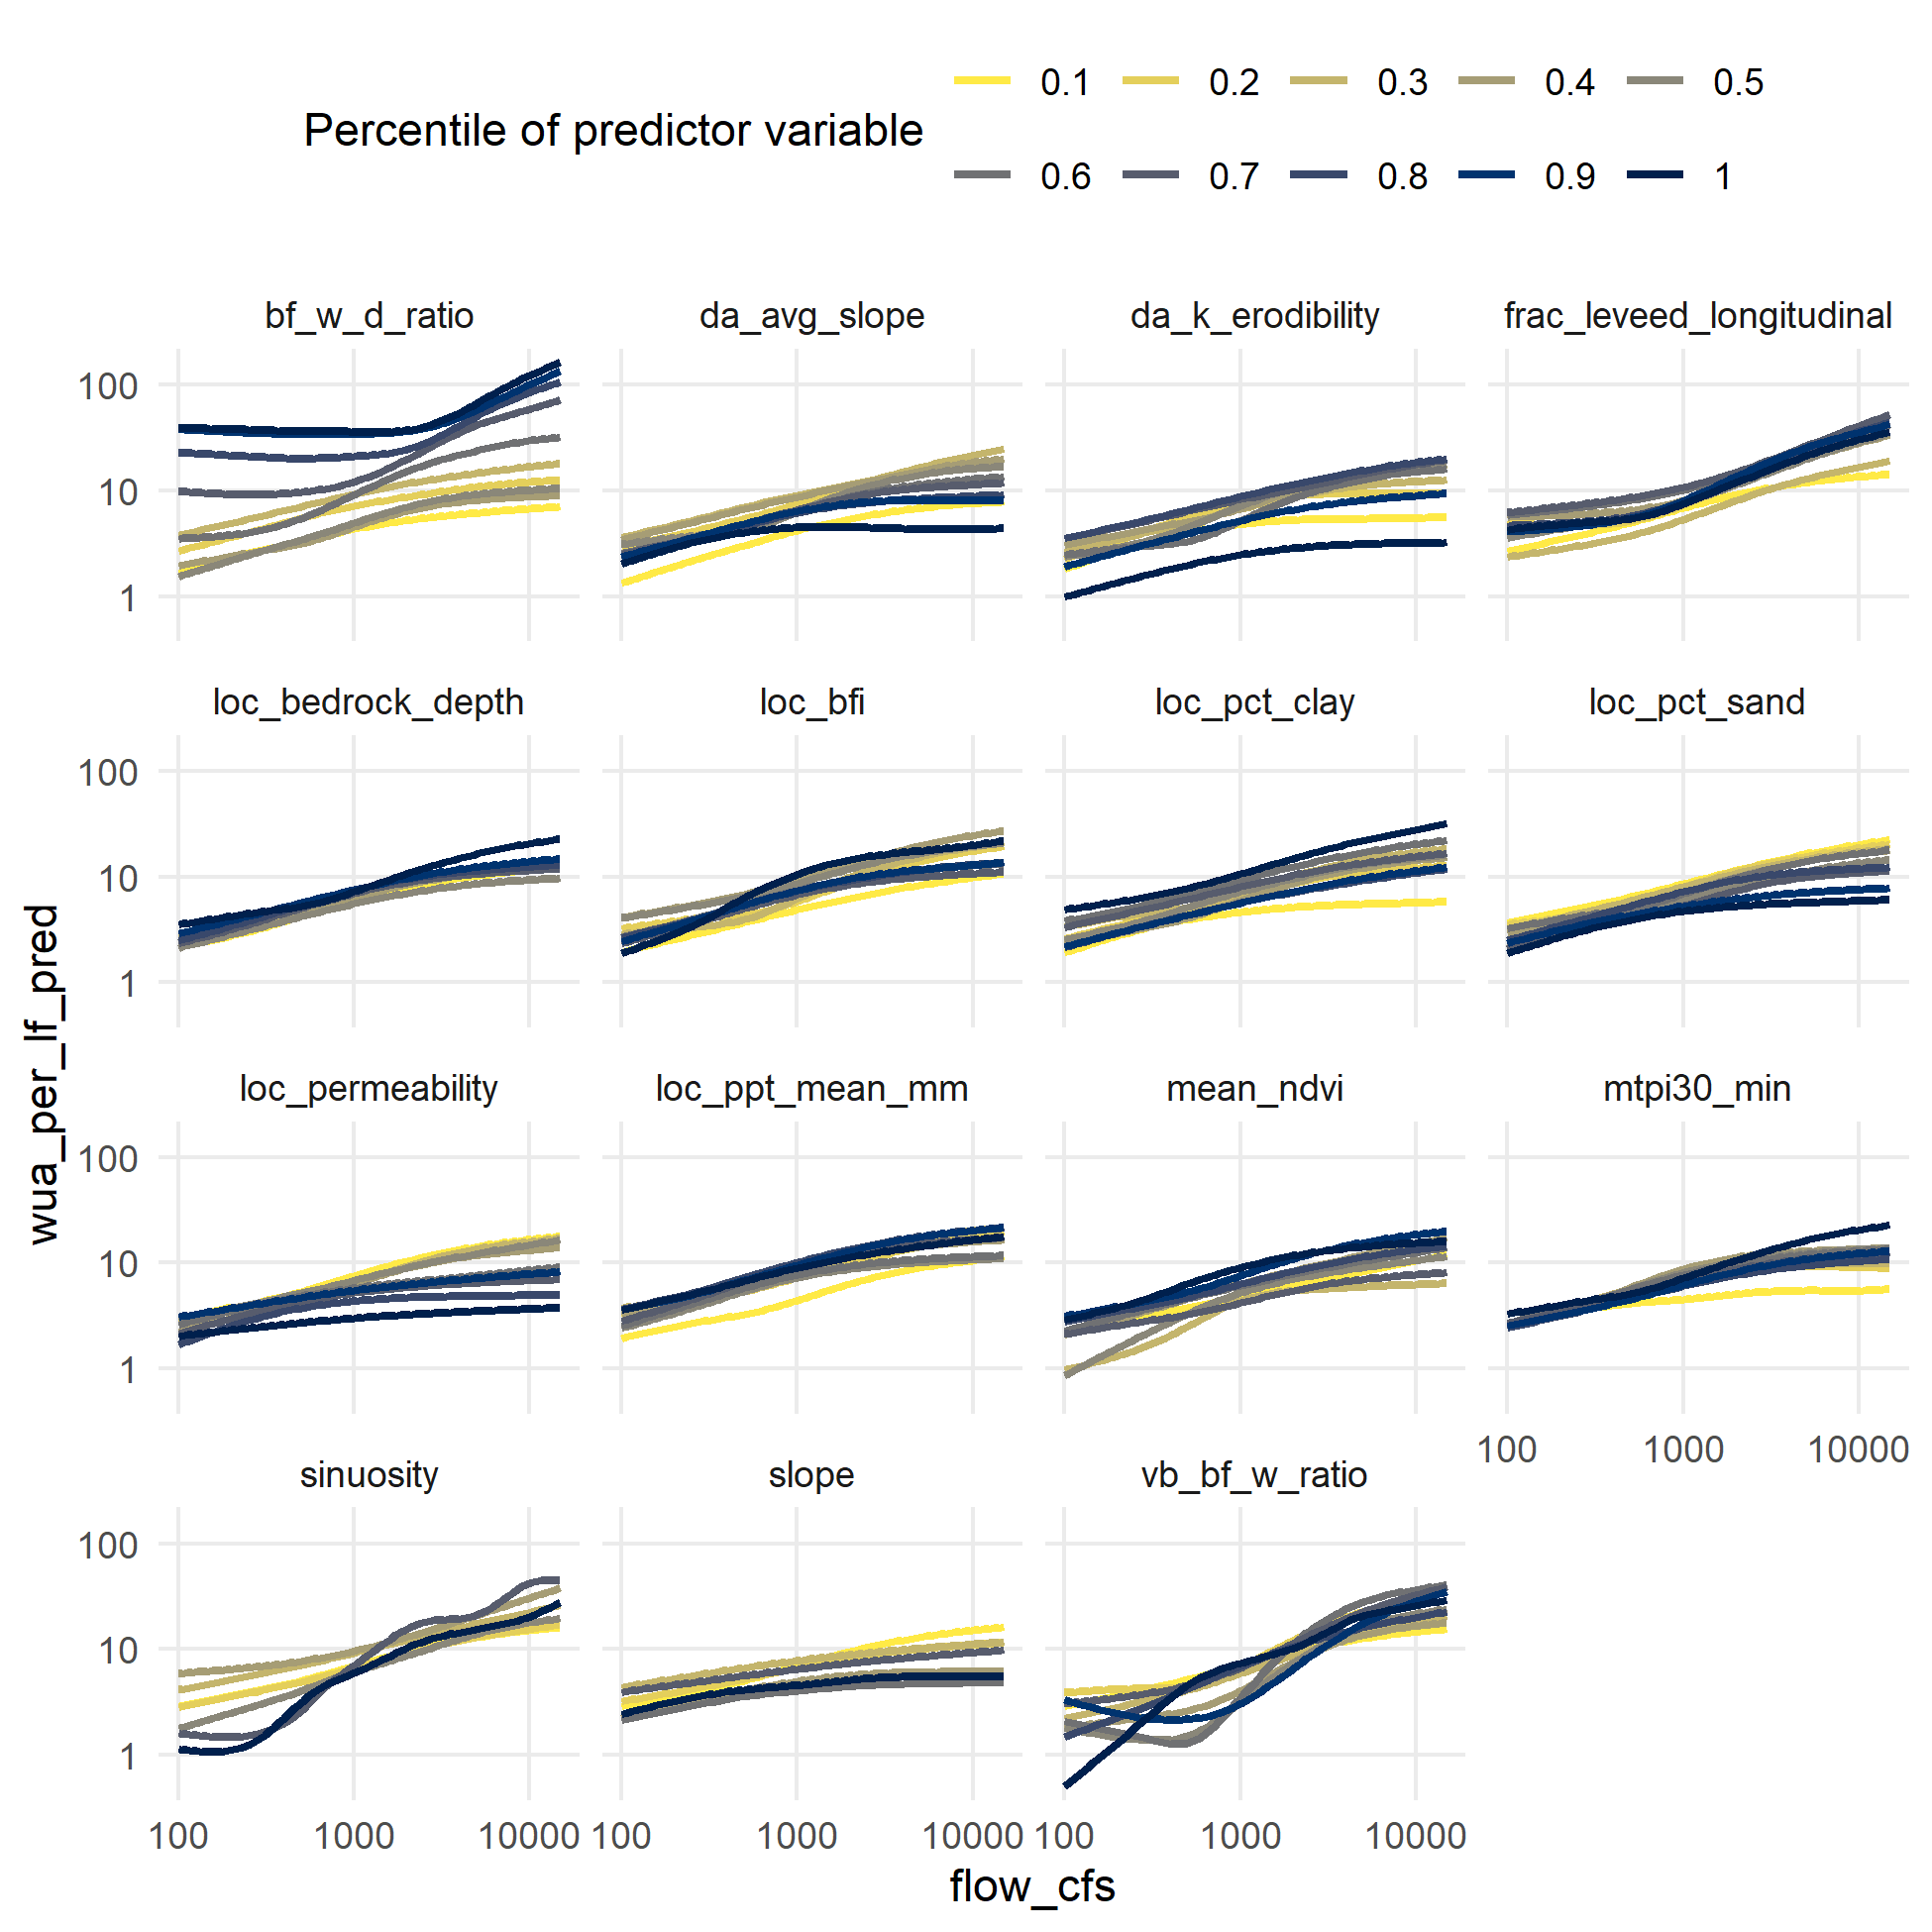 Percentile of predictor variable
0.1 0.2 0.3 0.4 0.5
0.6 0.7 0.8 0.9 1
bf_w_d_ratio da_avg_slope da_k_erodibility frac_leveed_longitudinal
100
10
1
loc_bedrock_depth loc_bfi loc_pct_clay loc_pct_sand
100
10
1
loc_permeability loc_ppt_mean_mm mean_ndvi mtpi30_min
100
10
1
100 1000 10000
sinuosity slope vb_bf_w_ratio
100
10
1
100 1000 10000 100 1000 10000 100 1000 10000
flow_cfs
wua_per_lf_pred